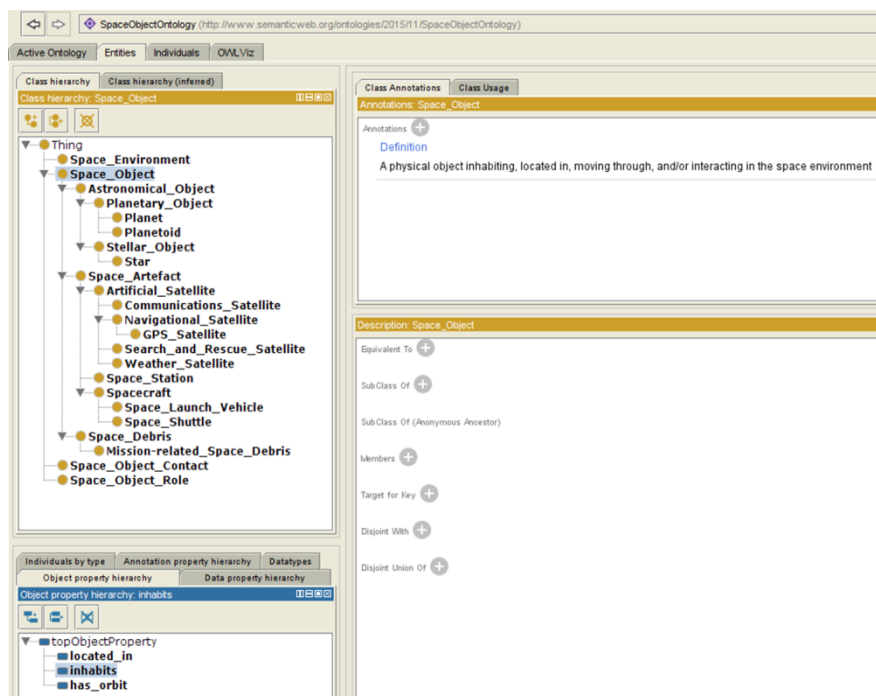 SpaceObjectOntology (http://www.semanticweb.org/ontologies/2015/11/SpaceObjectOntology)
Active Ontology Entities Individuals OWLViz
Class hierarchy Class hierarchy (inferred)
Class hierarchy: Space_Object
Thing
Space_Environment
Space_Object
Astronomical_Object
Planetary_Object
Planet
Planetoid
Stellar_Object
Star
Space_Artefact
Artificial_Satellite
Communications_Satellite
Navigational_Satellite
GPS_Satellite
Search_and_Rescue_Satellite
Weather_Satellite
Space_Station
Spacecraft
Space_Launch_Vehicle
Space_Shuttle
Space_Debris
Mission-related_Space_Debris
Space_Object_Contact
Space_Object_Role
Individuals by type Annotation property hierarchy Datatypes
Object property hierarchy Data property hierarchy
Object property hierarchy: inhabits
topObjectProperty
located_in
inhabits
has_orbit
Class Annotations Class Usage
Annotations: Space_Object
Annotations
Definition
A physical object inhabiting, located in, moving through, and/or interacting in the space environment
Description: Space_Object
Equivalent To
SubClass Of
SubClass Of (Anonymous Ancestor)
Members
Target for Key
Disjoint With
Disjoint Union Of